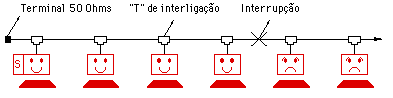 Terminal 50 Ohms
"T" de interligação
Interrupção
S